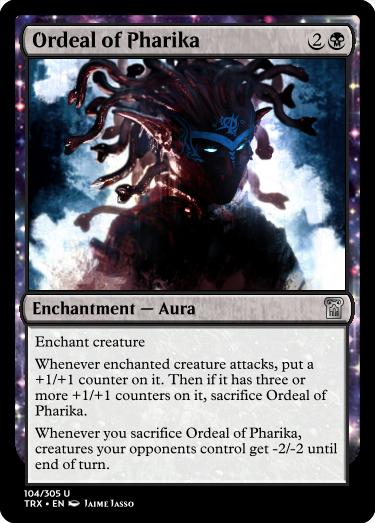 Ordeal of Pharika 2
Enchantment — Aura
Enchant creature
Whenever enchanted creature attacks, put a
+1/+1 counter on it. Then if it has three or
more +1/+1 counters on it, sacrifice Ordeal of
Pharika.
Whenever you sacrifice Ordeal of Pharika,
creatures your opponents control get -2/-2 until
end of turn.
104/305 U
TRX • EN Jaime Jasso